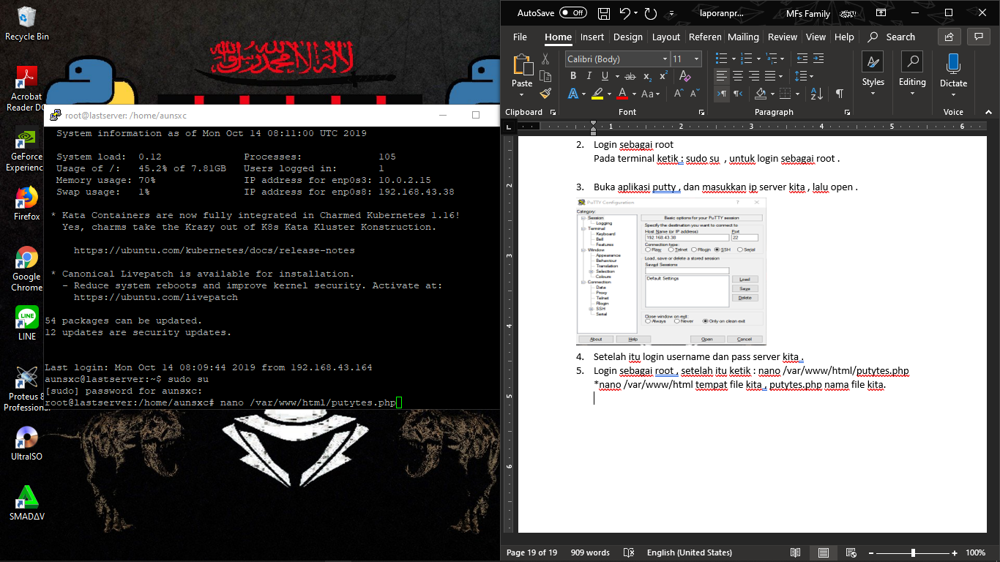 Recycle Bin
Acrobat
Reader DC
GeForce
Experience
Firefox
Google
Chrome
LINE
Proteus 8
Professional
UltraISO
SMADΔV
لا إله إلا الله محمد رسول الله
root@lastserver: /home/aunsxc
System information as of Mon Oct 14 08:11:00 UTC 2019
System load: 0.12 Processes: 105
Usage of /: 45.2% of 7.81GB Users logged in: 1
Memory usage: 70% IP address for enp0s3: 10.0.2.15
Swap usage: 1% IP address for enp0s8: 192.168.43.38
* Kata Containers are now fully integrated in Charmed Kubernetes 1.16!
Yes, charms take the Krazy out of K8s Kata Kluster Konstruction.
https://ubuntu.com/kubernetes/docs/release-notes
* Canonical Livepatch is available for installation.
- Reduce system reboots and improve kernel security. Activate at:
https://ubuntu.com/livepatch
54 packages can be updated.
12 updates are security updates.
Last login: Mon Oct 14 08:09:44 2019 from 192.168.43.164
aunsxc@lastserver:~$ sudo su
[sudo] password for aunsxc:
root@lastserver:/home/aunsxc# nano /var/www/html/putytes.php
AutoSave Off laporanpr... MFs Family
File Home Insert Design Layout Referen Mailing Review View Help Search
Paste Calibri (Body) 11 Styles Editing Dictate
Clipboard Font Paragraph Voice
1 2 3 4 5 6
2. Login sebagai root
Pada terminal ketik : sudo su , untuk login sebagai root .
3. Buka aplikasi putty , dan masukkan ip server kita , lalu open .
PuTTY Configuration
Category:
Session
Logging
Terminal
Keyboard
Bell
Features
Window
Appearance
Behaviour
Translation
Selection
Colours
Connection
Data
Proxy
Telnet
Rlogin
SSH
Serial
Basic options for your PuTTY session
Specify the destination you want to connect to
Host Name (or IP address) Port
192.168.43.38 22
Connection type:
Raw Telnet Rlogin SSH Serial
Load, save or delete a stored session
Saved Sessions
Default Settings
Load
Save
Delete
Close window on exit:
Always Never Only on clean exit
About Help Open Cancel
4. Setelah itu login username dan pass server kita .
5. Login sebagai root , setelah itu ketik : nano /var/www/html/putytes.php
*nano /var/www/html tempat file kita , putytes.php nama file kita.
2
3
4
5
6
Page 19 of 19 909 words English (United States) 100%